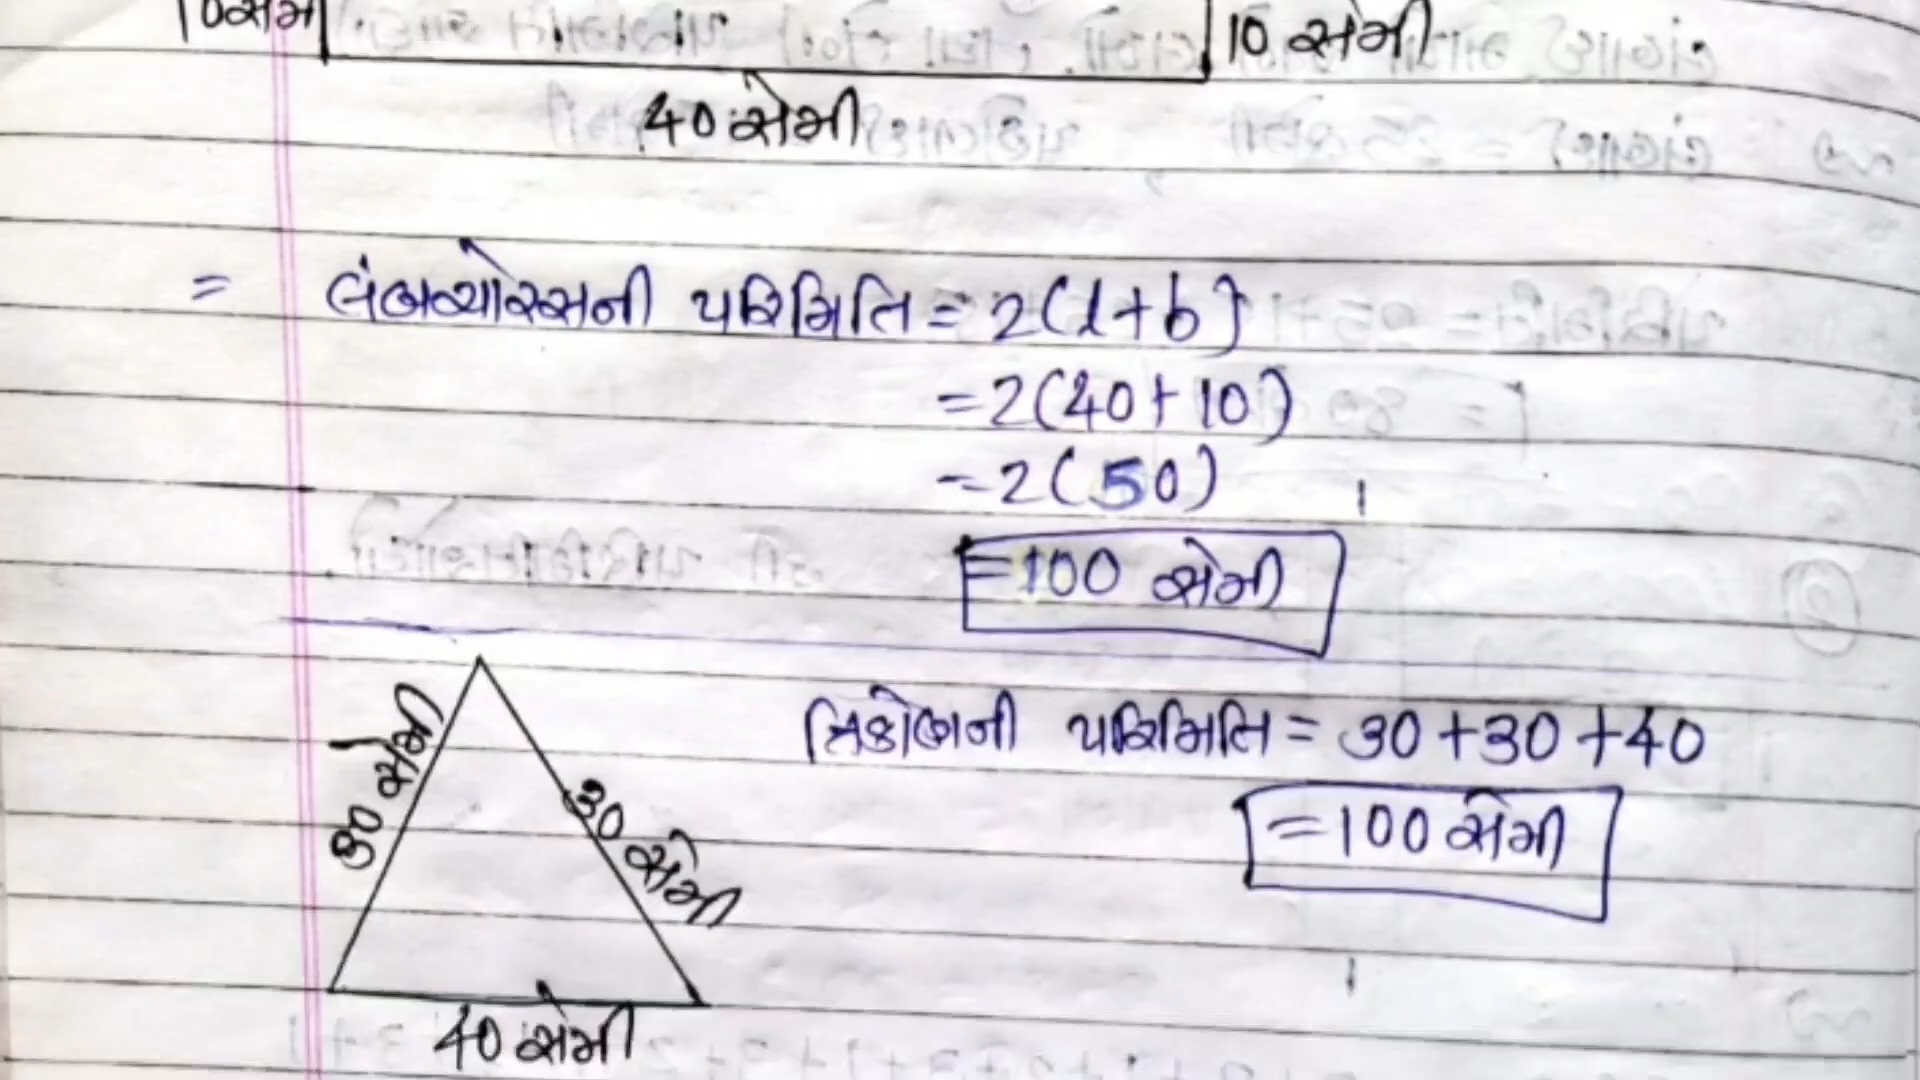 10 સેમી
10 સેમી
40 સેમી
= લંબચોરસની પરિમિતિ = 2(l+b)
= 2(40+10)
= 2(50)
= 100 સેમી
30 સેમી
30 સેમી
40 સેમી
ત્રિકોણની પરિમિતિ = 30+30+40
= 100 સેમી